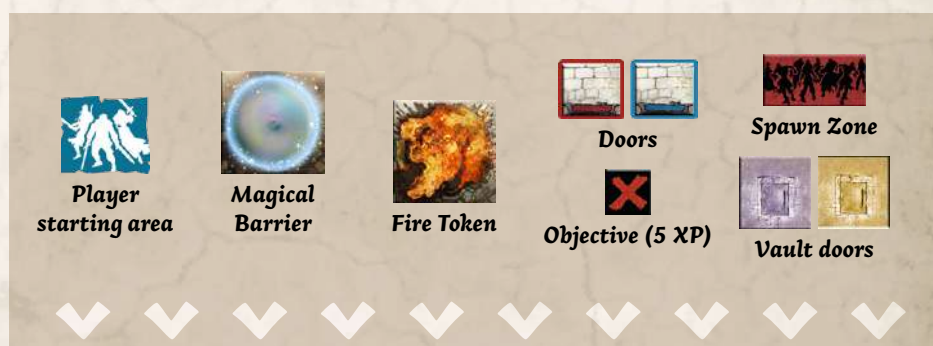 Player
starting area
Magical
Barrier
Fire Token
Doors
Objective (5 XP)
Spawn Zone
Vault doors